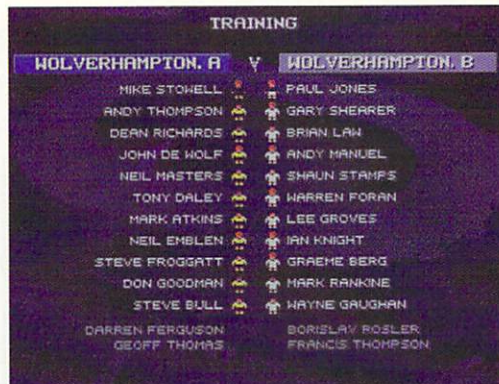 TRAINING
WOLVERHAMPTON. A V WOLVERHAMPTON. B
MIKE STOWELL PAUL JONES
ANDY THOMPSON GARY SHEARER
DEAN RICHARDS BRIAN LAW
JOHN DE WOLF ANDY MANUEL
NEIL MASTERS SHAUN STAMPS
TONY DALEY WARREN FORAN
MARK ATKINS LEE GROVES
NEIL EMBLEN IAN KNIGHT
STEVE FROGGATT GRAEME BERG
DON GOODMAN MARK RANKINE
STEVE BULL WAYNE GAUGHAN
DARREN FERGUSON BORISLAV ROSLER
GEOFF THOMAS FRANCIS THOMPSON